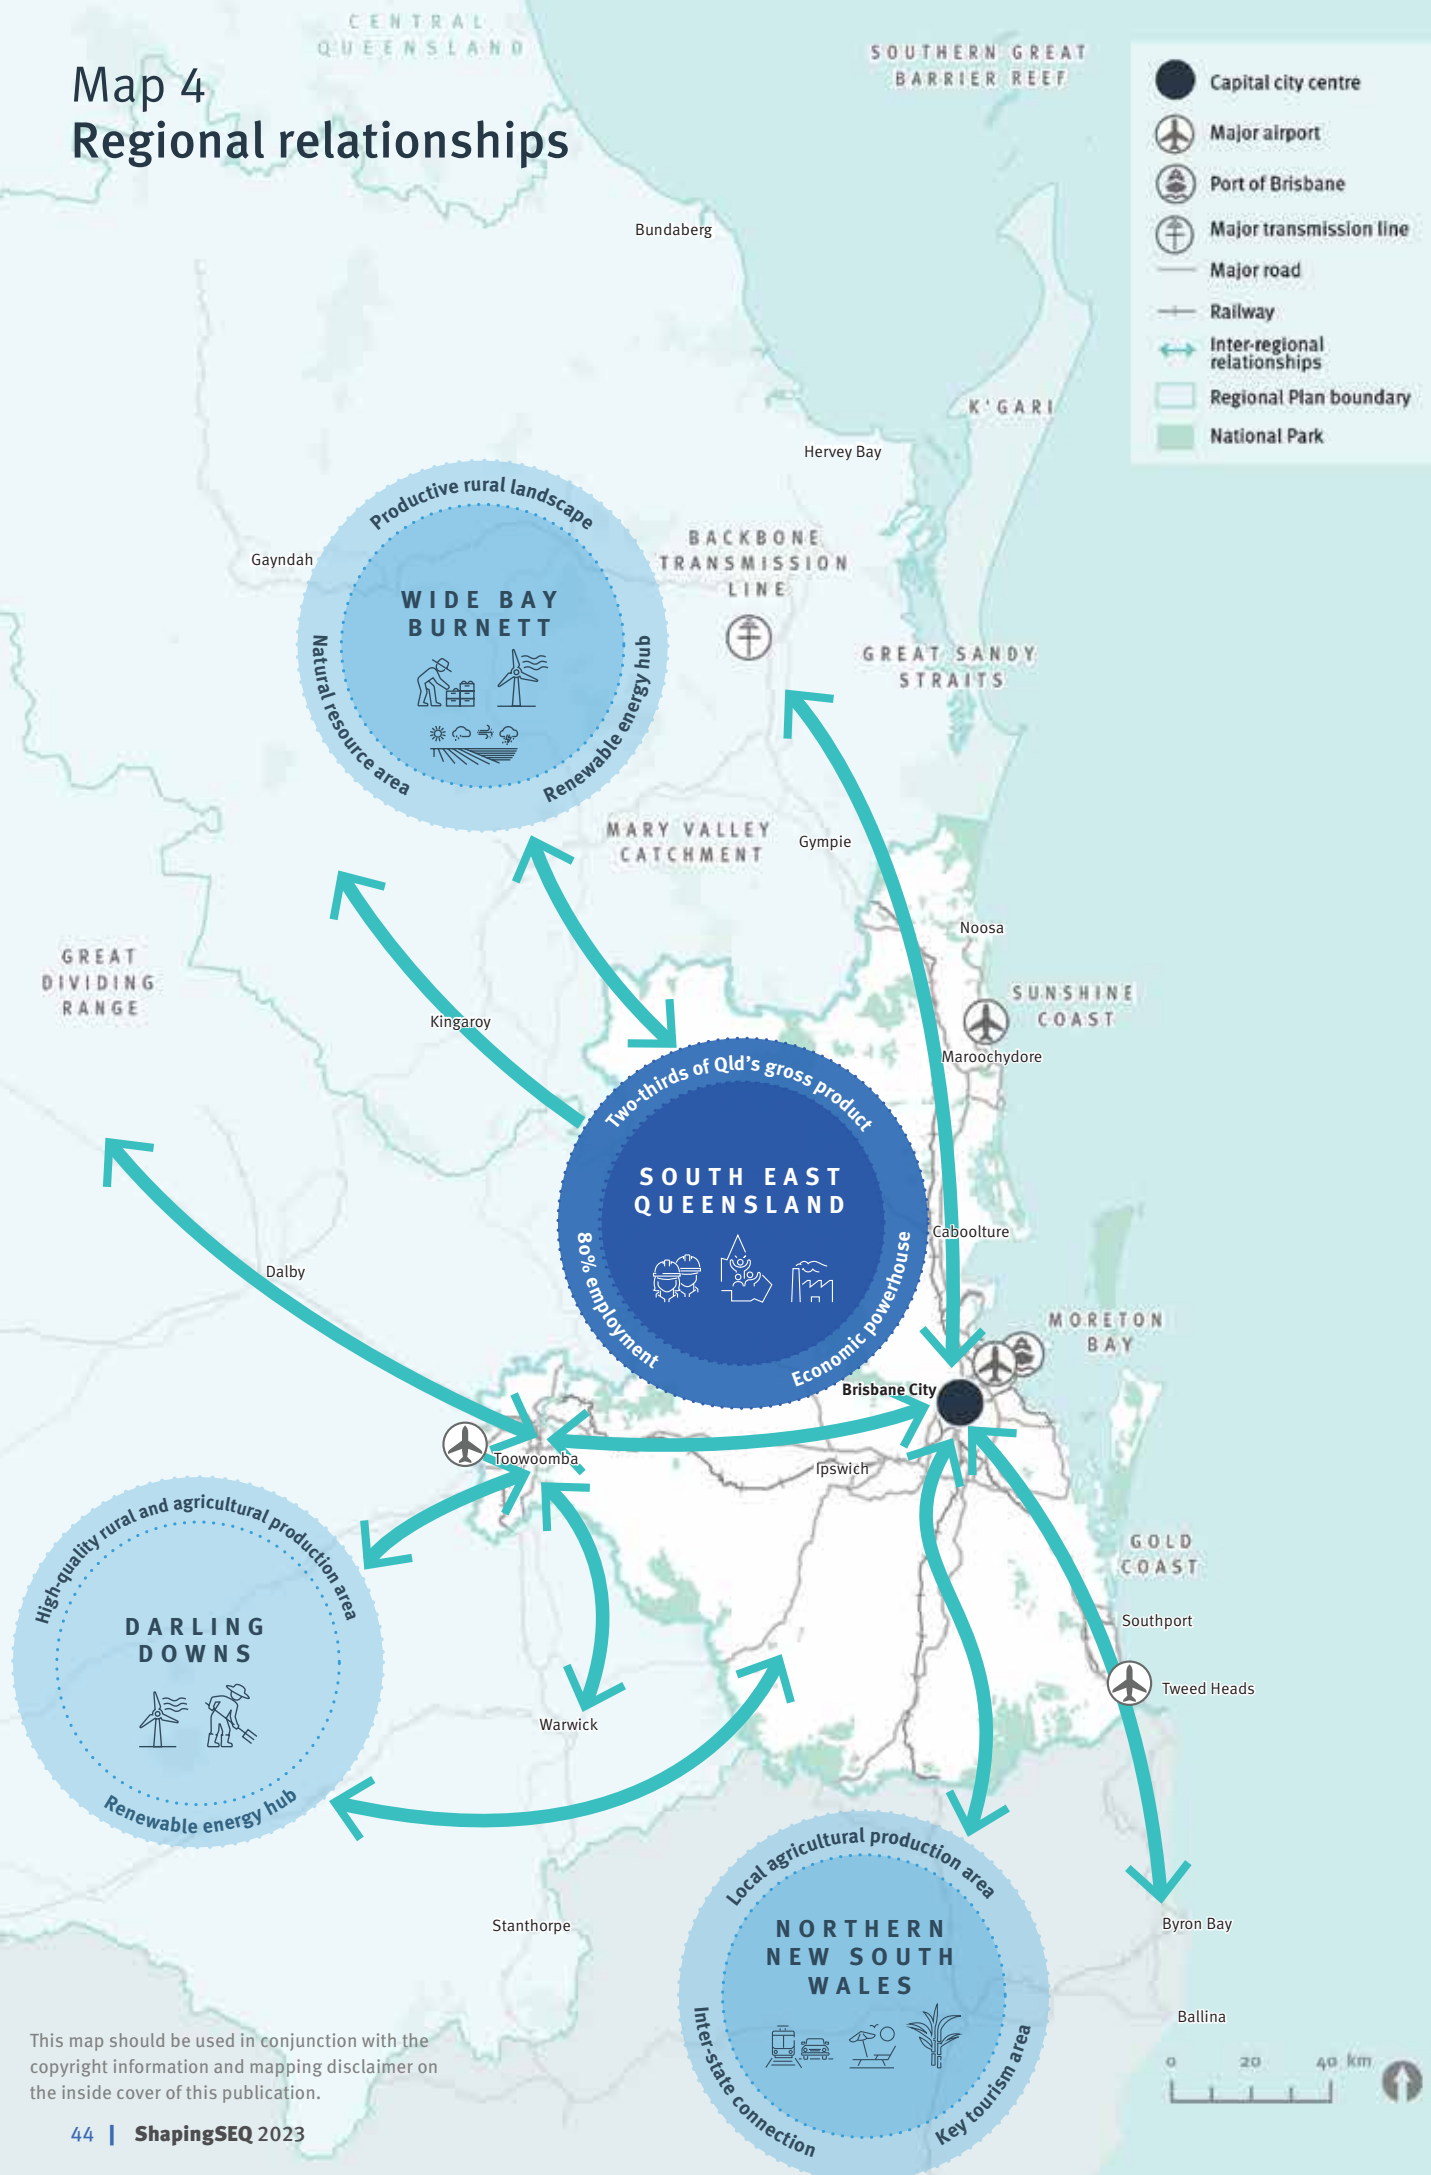 CENTRAL
QUEENSLAND
Map 4
Regional relationships
SOUTHERN GREAT
BARRIER REEF
Capital city centre
Major airport
Port of Brisbane
Major transmission line
Major road
Railway
Inter-regional
relationships
Regional Plan boundary
National Park
Bundaberg
K'GARI
Hervey Bay
Productive rural landscape
Gayndah
BACKBONE
TRANSMISSION
LINE
WIDE BAY
BURNETT
Natural resource area
Renewable energy hub
GREAT SANDY
STRAITS
MARY VALLEY
CATCHMENT
Gympie
Noosa
GREAT
DIVIDING
RANGE
SUNSHINE
COAST
Kingaroy
Maroochydore
Two-thirds of Qld's gross product
SOUTH EAST
QUEENSLAND
80% employment
Economic powerhouse
Caboolture
Dalby
MORETON
BAY
Brisbane City
Toowoomba
Ipswich
High-quality rural and agricultural production area
GOLD
COAST
DARLING
DOWNS
Southport
Tweed Heads
Warwick
Renewable energy hub
Local agricultural production area
Stanthorpe
Byron Bay
NORTHERN
NEW SOUTH
WALES
Ballina
Inter-state connection
Key tourism area
0 20 40 km
This map should be used in conjunction with the
copyright information and mapping disclaimer on
the inside cover of this publication.
44 | ShapingSEQ 2023